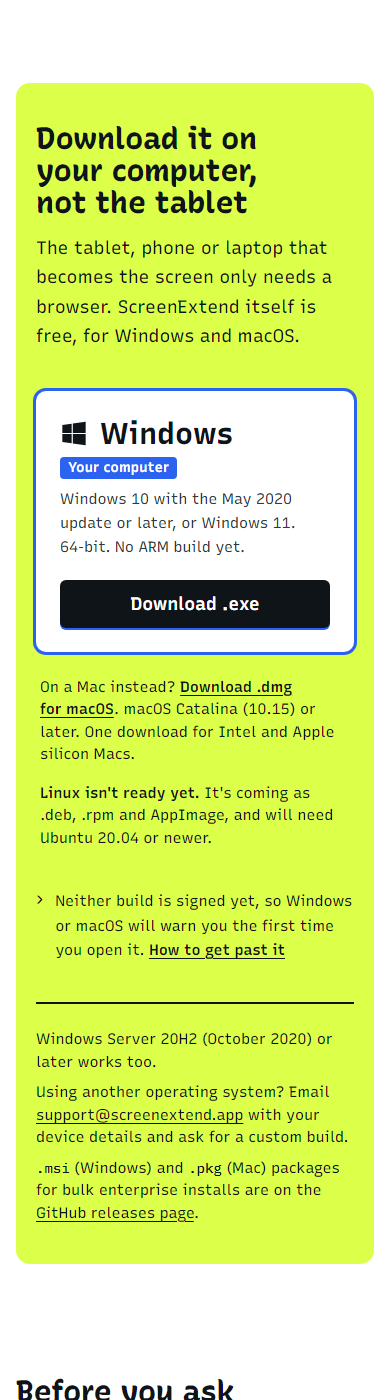 Download it on
your computer,
not the tablet
The tablet, phone or laptop that
becomes the screen only needs a
browser. ScreenExtend itself is
free, for Windows and macOS.
Windows
Your computer
Windows 10 with the May 2020
update or later, or Windows 11.
64-bit. No ARM build yet.
Download .exe
On a Mac instead? Download .dmg
for macOS. macOS Catalina (10.15) or
later. One download for Intel and Apple
silicon Macs.
Linux isn't ready yet. It's coming as
.deb, .rpm and AppImage, and will need
Ubuntu 20.04 or newer.
Neither build is signed yet, so Windows
or macOS will warn you the first time
you open it. How to get past it
Windows Server 20H2 (October 2020) or
later works too.
Using another operating system? Email
support@screenextend.app with your
device details and ask for a custom build.
.msi (Windows) and .pkg (Mac) packages
for bulk enterprise installs are on the
GitHub releases page.
Before you ask